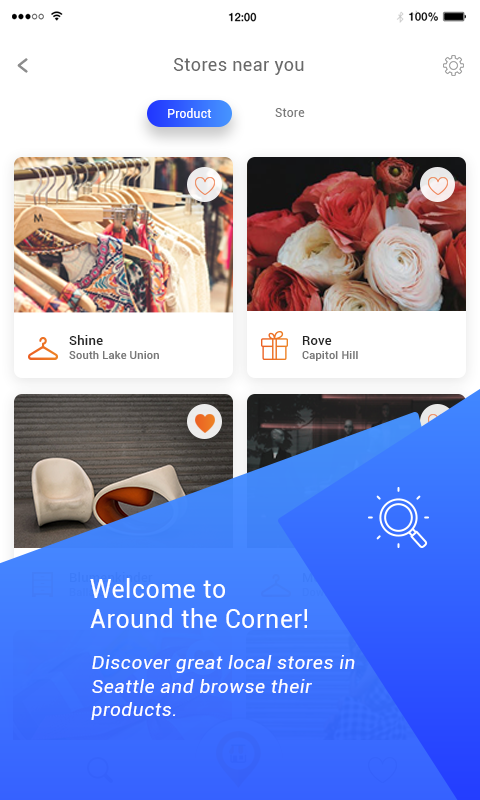 12:00
100%
Stores near you
Product
Store
M
Shine
South Lake Union
Rove
Capitol Hill
Welcome to
Around the Corner!
Discover great local stores in
Seattle and browse their
products.